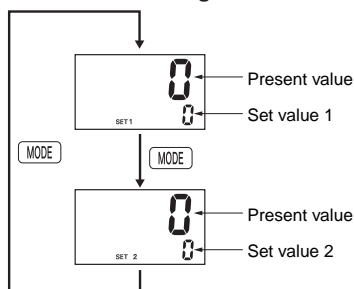 0
Present value
SET 1
0
Set value 1
MODE
MODE
0
Present value
SET 2
0
Set value 2